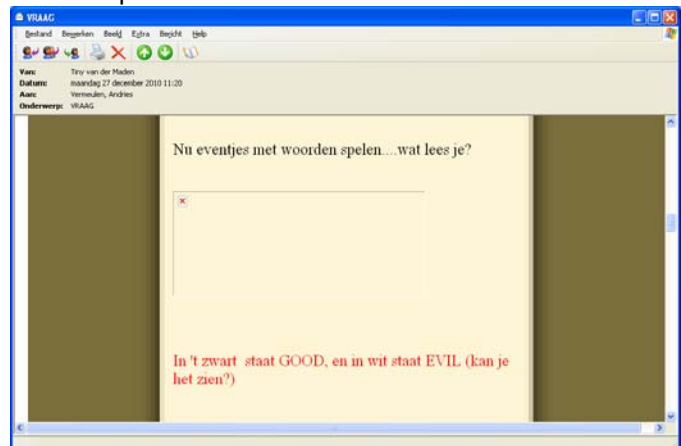 VRAAG
Bestand Bewerken Beeld Extra Bericht Help
Van: Tiny van der Maden
Datum: maandag 27 december 2010 11:20
Aan: Vermeulen, Andries
Onderwerp: VRAAG
Nu eventjes met woorden spelen....wat lees je?
In 't zwart staat GOOD, en in wit staat EVIL (kan je
het zien?)